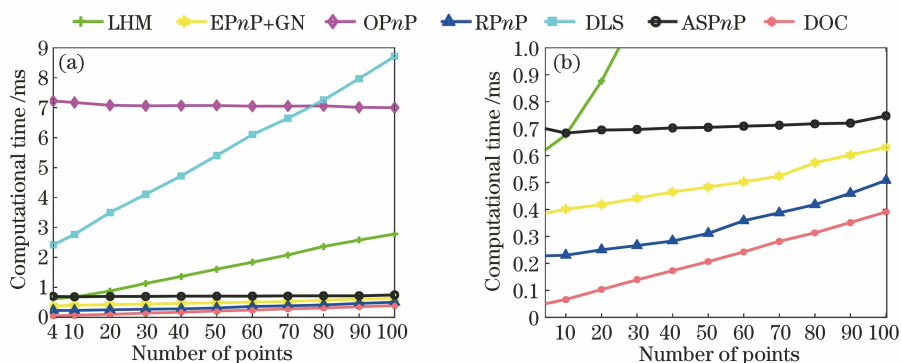 LHM EPnP+GN OPnP RPnP DLS ASPnP DOC
(a)
Computational time /ms
9
8
7
6
5
4
3
2
1
0
4 10 20 30 40 50 60 70 80 90 100
Number of points
(b)
Computational time /ms
1.0
0.9
0.8
0.7
0.6
0.5
0.4
0.3
0.2
0.1
0
10 20 30 40 50 60 70 80 90 100
Number of points